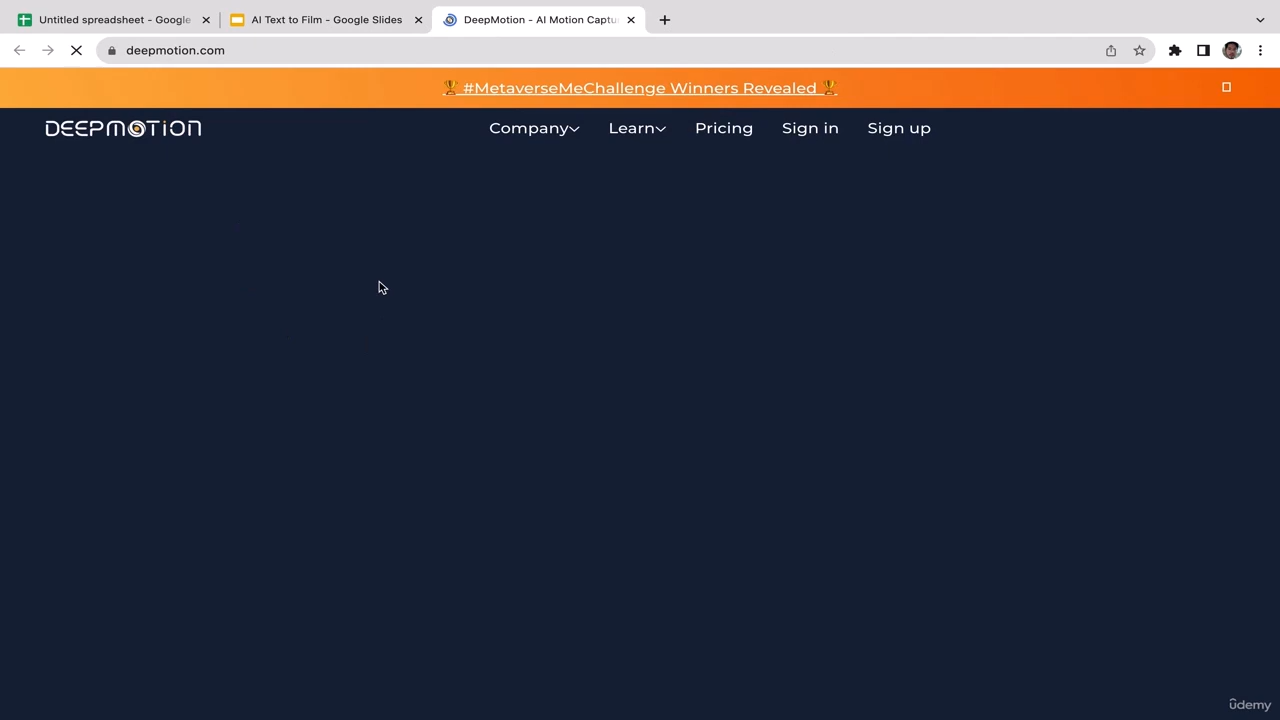 Untitled spreadsheet - Google
AI Text to Film - Google Slides
DeepMotion - AI Motion Captu
deepmotion.com
🏆 #MetaverseMeChallenge Winners Revealed 🏆
DEEPMOTION
Company
Learn
Pricing
Sign in
Sign up
ûdemy